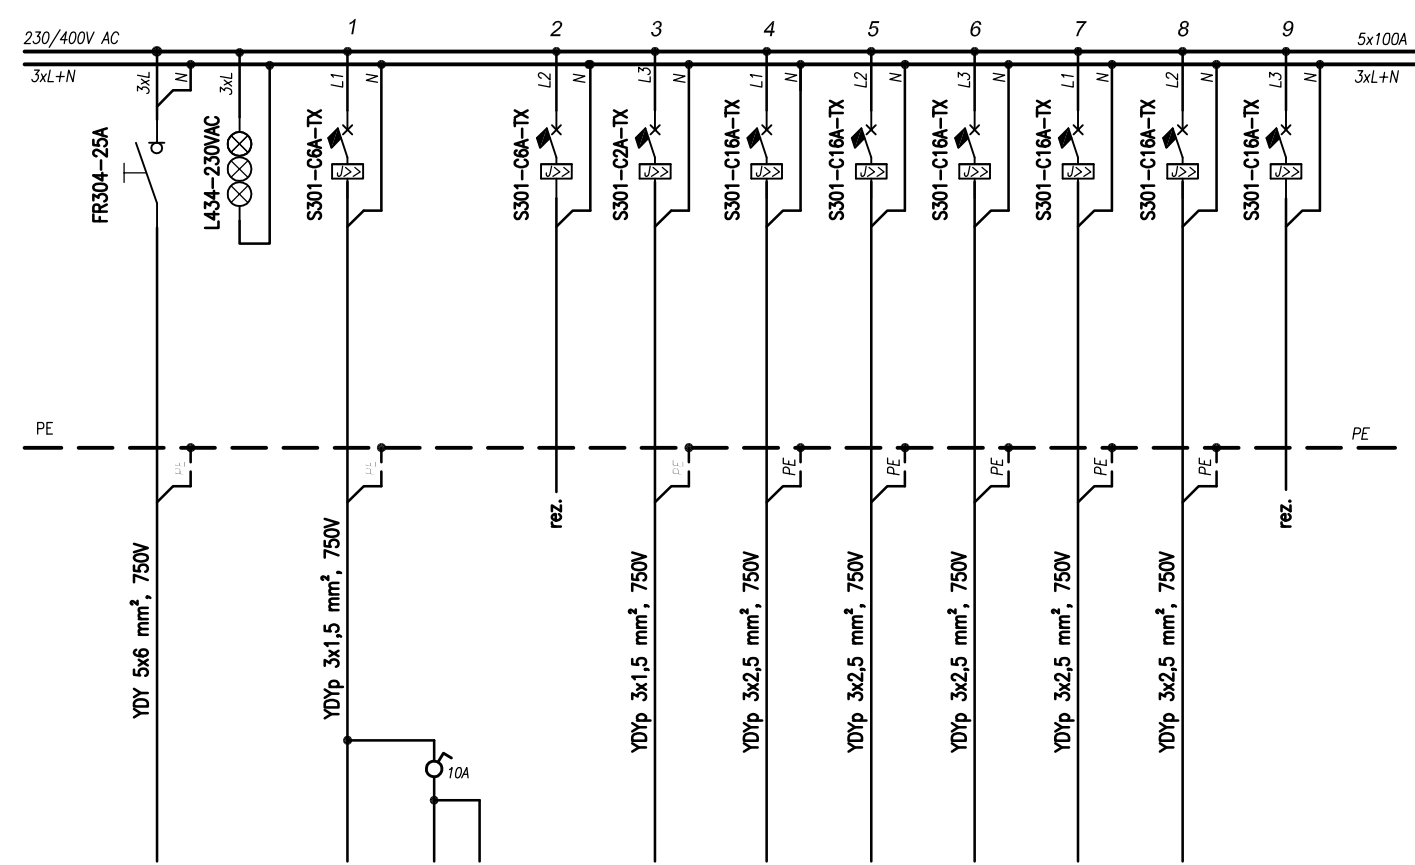 1
2
3
4
5
6
7
8
9
230/400V AC
5x100A
3xL+N
3xL
N
3xL
L1
N
L2
N
L3
N
L1
N
L2
N
L3
N
L1
N
L2
N
L3
N
3xL+N
FR304-25A
L434-230VAC
S301-C6A-TX
S301-C6A-TX
S301-C2A-TX
S301-C16A-TX
S301-C16A-TX
S301-C16A-TX
S301-C16A-TX
S301-C16A-TX
S301-C16A-TX
J>>
J>>
J>>
J>>
J>>
J>>
J>>
J>>
J>>
PE
PE
PE
PE
PE
PE
PE
PE
PE
PE
rez.
rez.
YDY 5x6 mm², 750V
YDYp 3x1,5 mm², 750V
YDYp 3x1,5 mm², 750V
YDYp 3x2,5 mm², 750V
YDYp 3x2,5 mm², 750V
YDYp 3x2,5 mm², 750V
YDYp 3x2,5 mm², 750V
YDYp 3x2,5 mm², 750V
10A